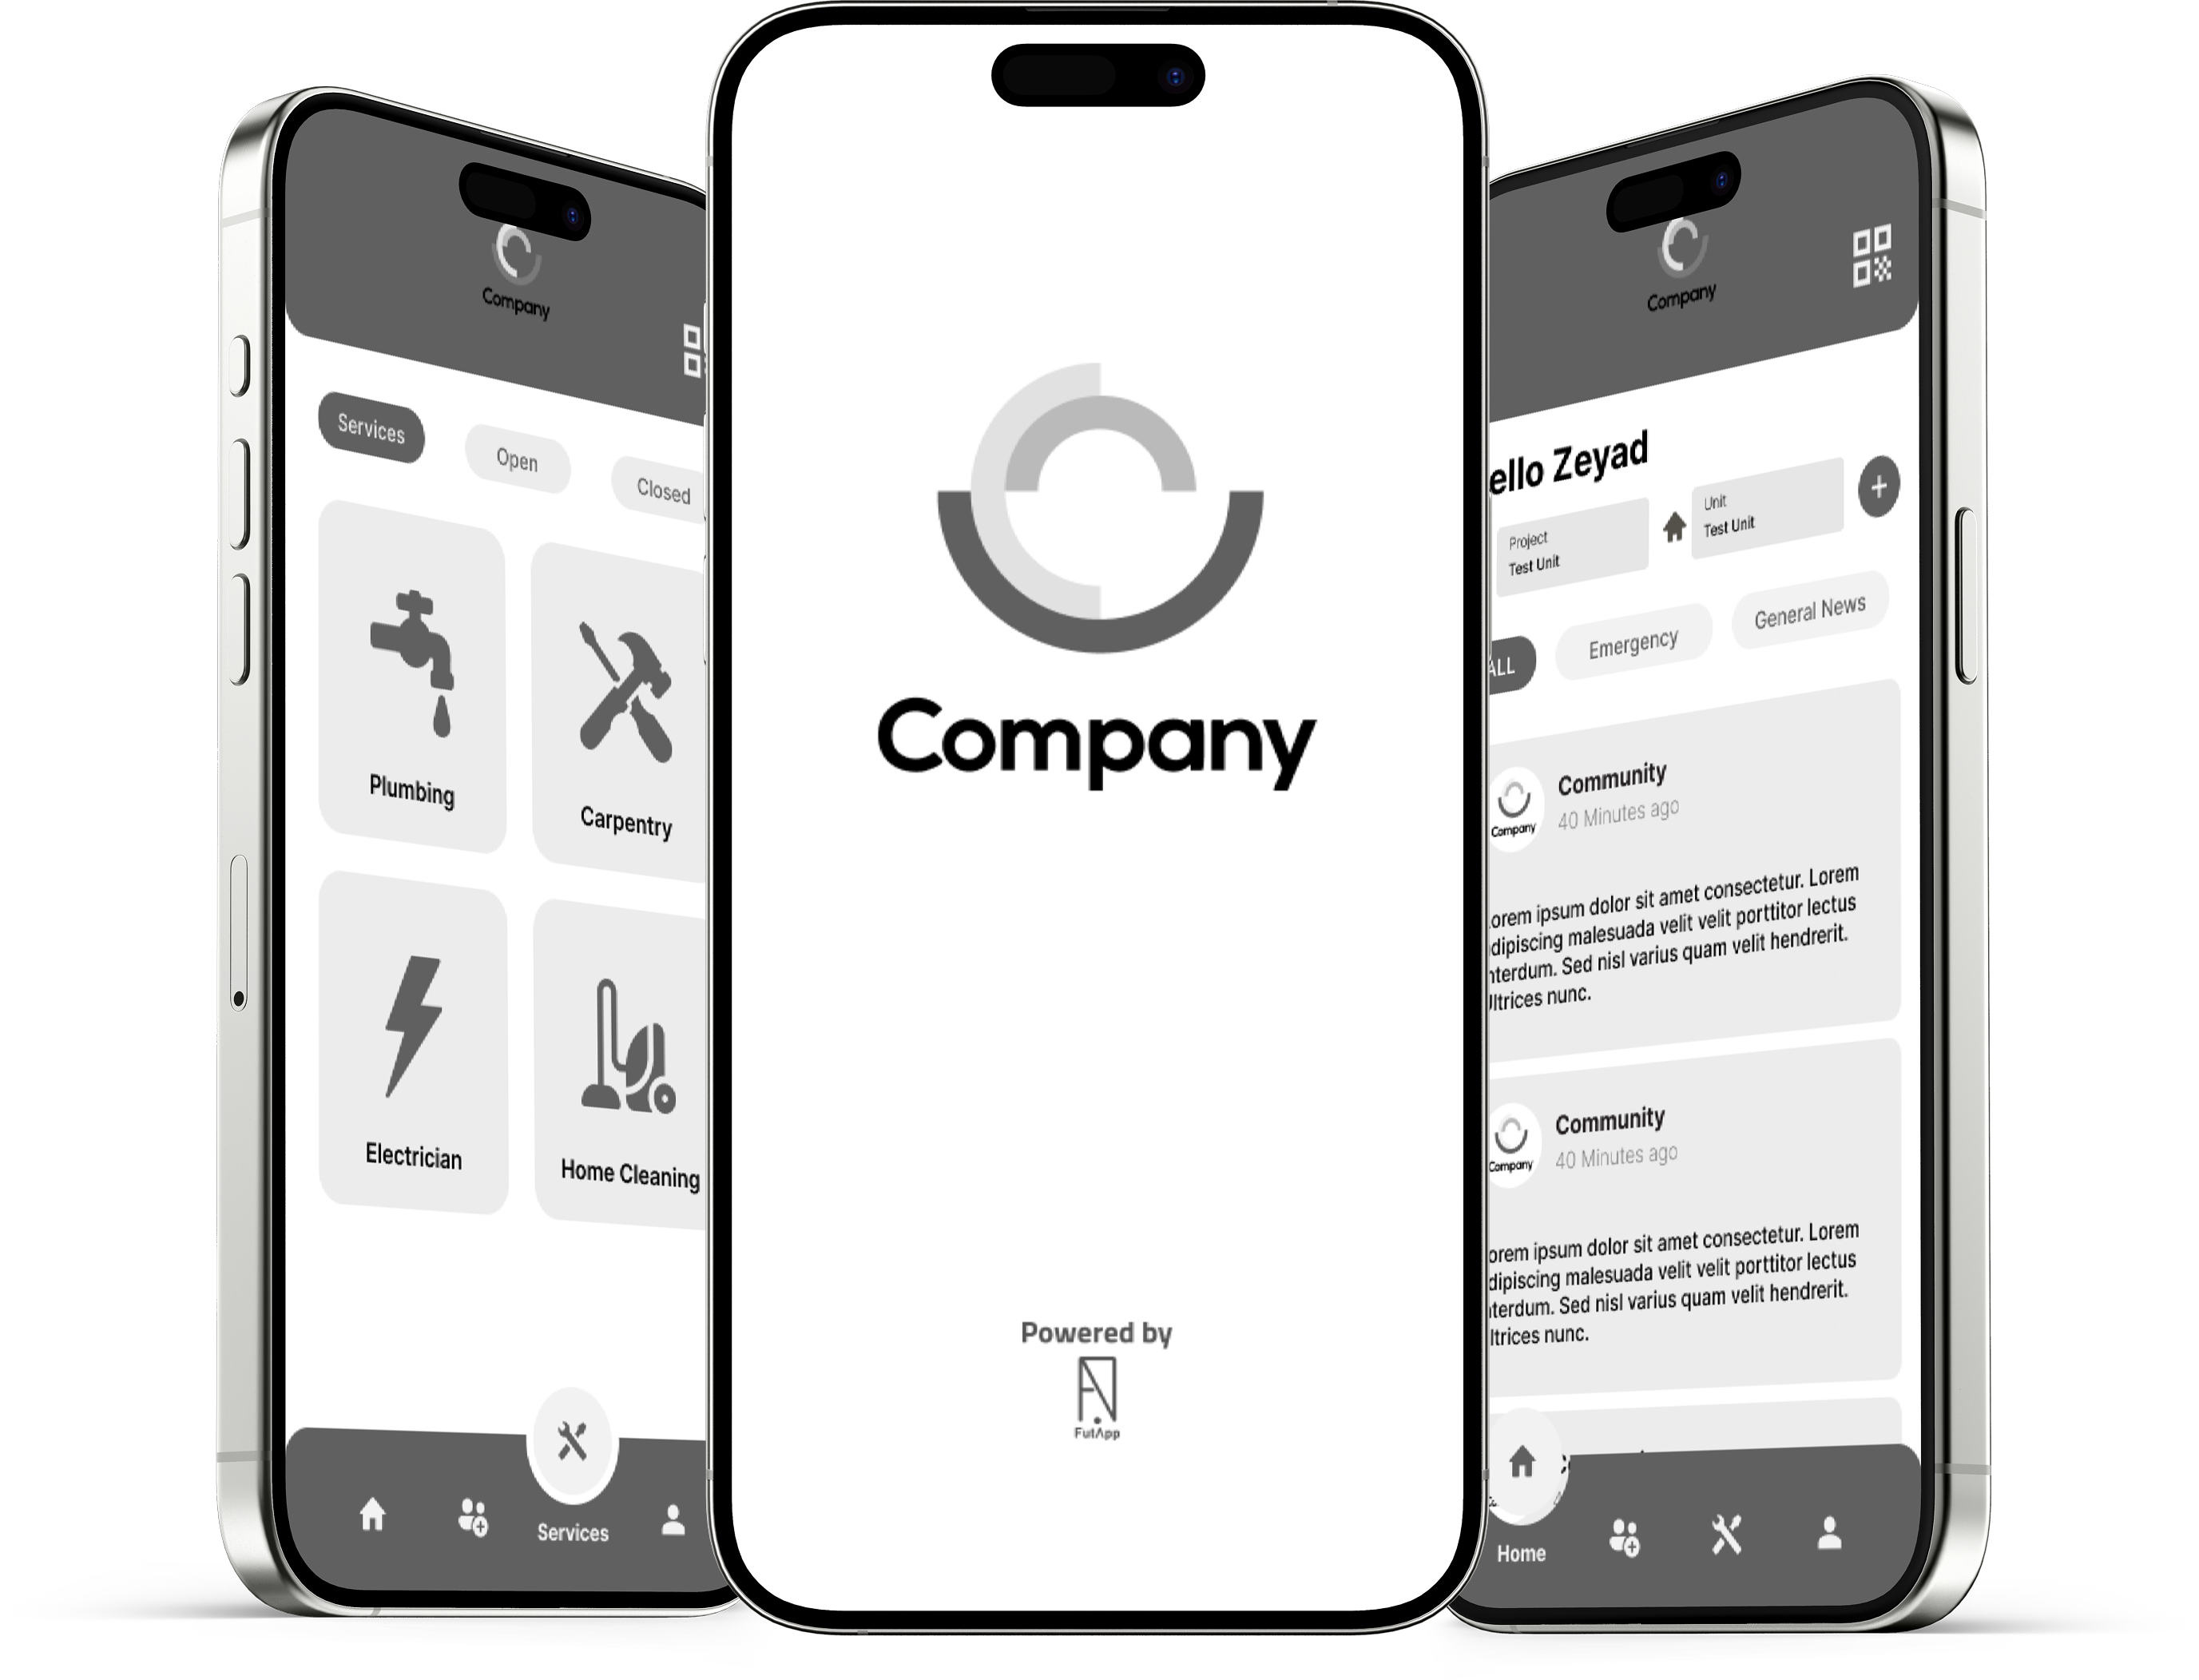 Company
Services
Open
Closed
Plumbing
Carpentry
Electrician
Home Cleaning
Services
Company
Powered by
FutΛpp
Company
ello Zeyad
Project
Test Unit
Unit
Test Unit
ALL
Emergency
General News
Company
Community
40 Minutes ago
orem ipsum dolor sit amet consectetur. Lorem
dipiscing malesuada velit velit porttitor lectus
nterdum. Sed nisl varius quam velit hendrerit.
ltrices nunc.
Company
Community
40 Minutes ago
orem ipsum dolor sit amet consectetur. Lorem
dipiscing malesuada velit velit porttitor lectus
terdum. Sed nisl varius quam velit hendrerit.
ltrices nunc.
Home